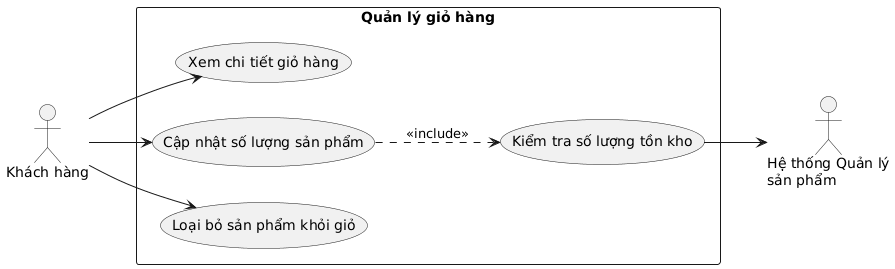 Quản lý giỏ hàng
Xem chi tiết giỏ hàng
Cập nhật số lượng sản phẩm
«include»
Kiểm tra số lượng tồn kho
Loại bỏ sản phẩm khỏi giỏ
Khách hàng
Hệ thống Quản lý
sản phẩm